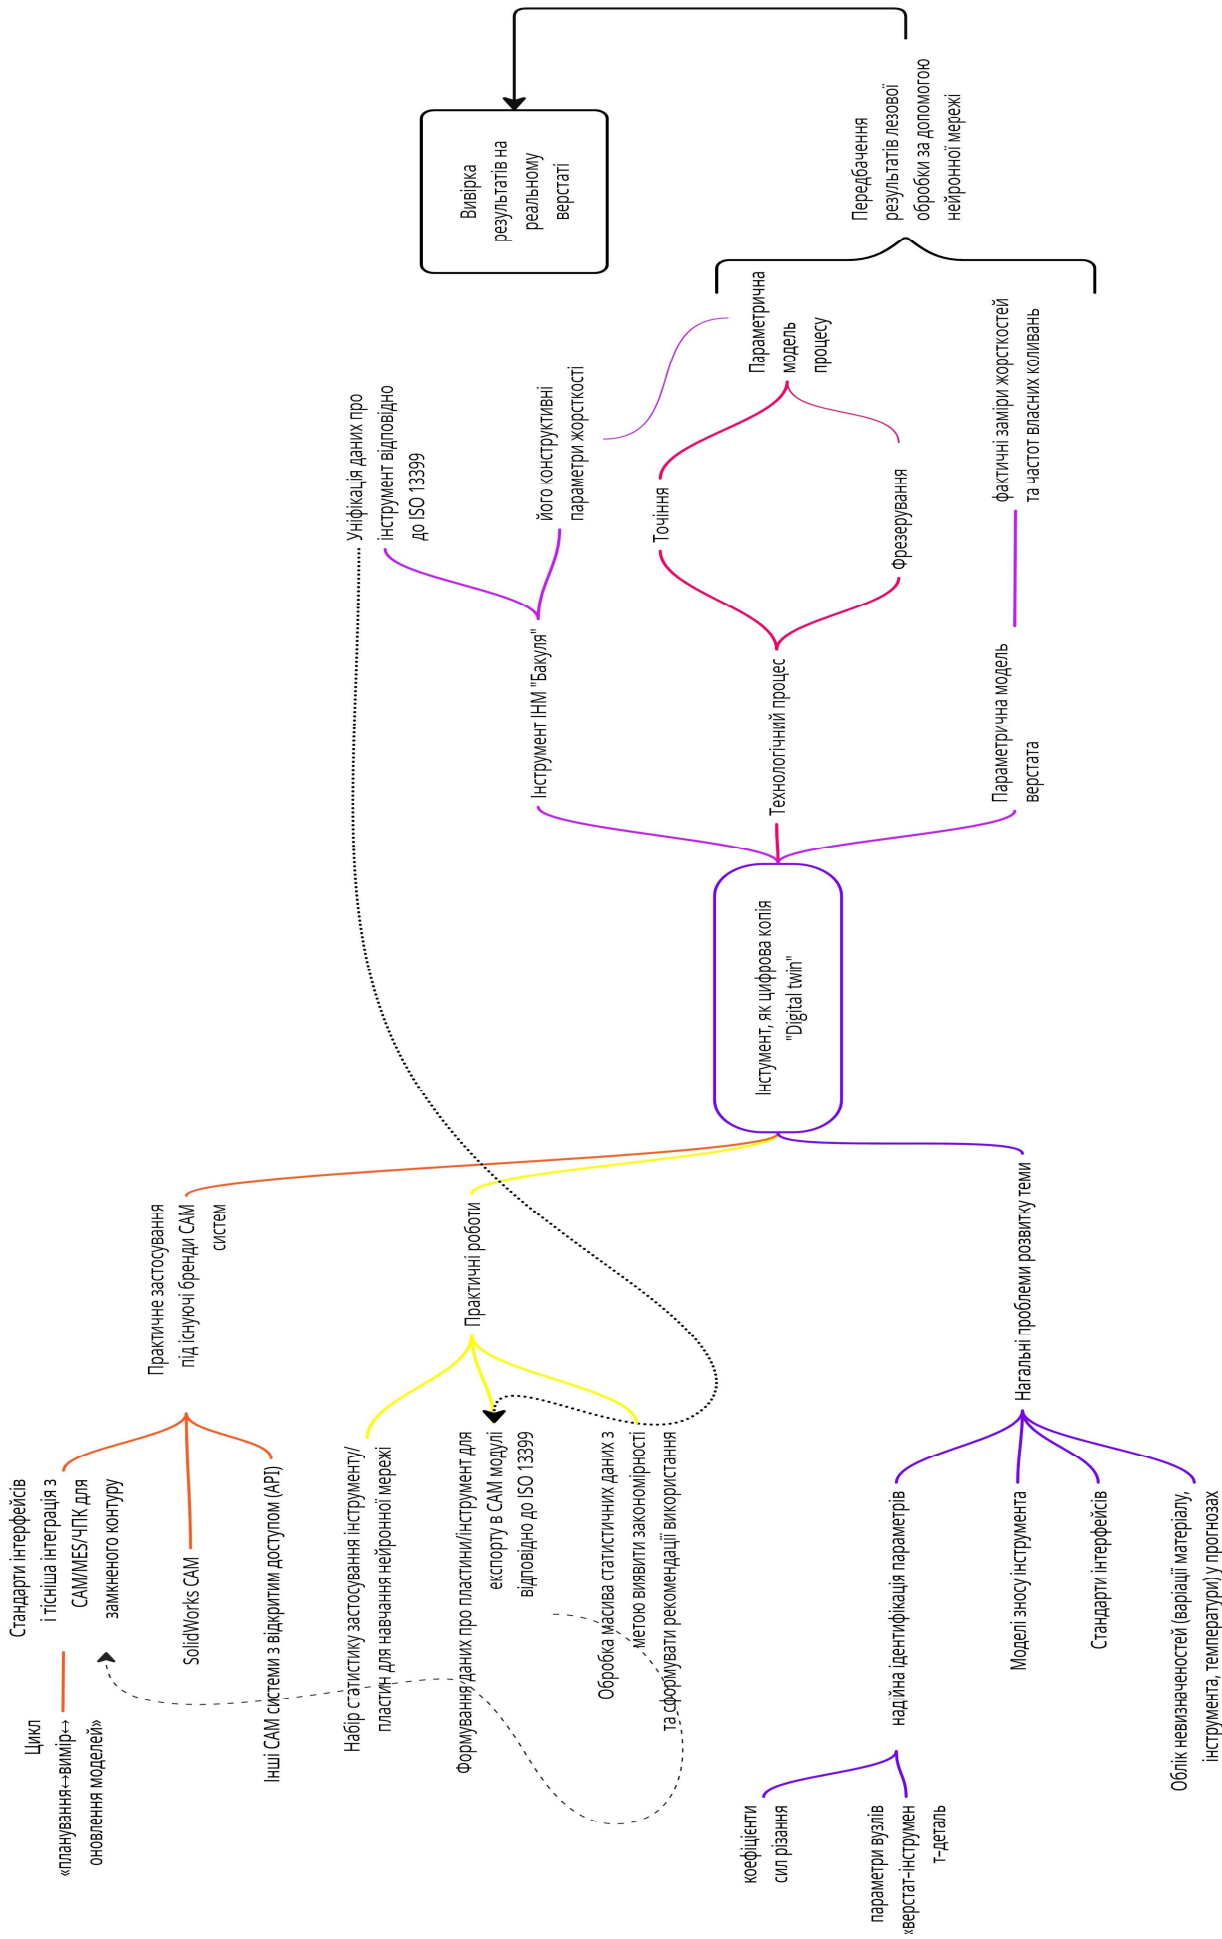 Цикл
«планування↔вимір↔
оновлення моделей»
Стандарти інтерфейсів
і тісніша інтеграція з
CAM/MES/ЧПК для
замкненого контуру
SolidWorks CAM
Інші CAM системи з відкритим доступом (API)
Практичне застосування
під існуючі бренди CAM
систем
Набір статистику застосування інструменту/
пластин для навчання нейронної мережі
Формування даних про пластини/інструмент для
експорту в CAM модулі
відповідно до ISO 13399
Обробка масива статистичних даних з
метою виявити закономірності
та сформувати рекомендації використання
Практичні роботи
коефіцієнти
сил різання
параметри вузлів
«верстат–інструмен
т–деталь
надійна ідентифікація параметрів
Моделі зносу інструмента
Стандарти інтерфейсів
Облік невизначеностей (варіації матеріалу,
інструмента, температури) у прогнозах
Нагальні проблеми розвитку теми
Інстумент, як цифрова копія
"Digital twin"
Інструмент ІНМ "Бакуля"
Уніфікація даних про
інструмент відповідно
до ISO 13399
його конструктивні
параметри жорсткості
Технологічний процес
Точіння
Фрезерування
Параметрична
модель
процесу
Параметрична модель
верстата
фактичні заміри жорсткостей
та частот власних коливань
Передбачення
результатів лезової
обробки за допомогою
нейронної мережі
Вивірка
результатів на
реальному
верстаті